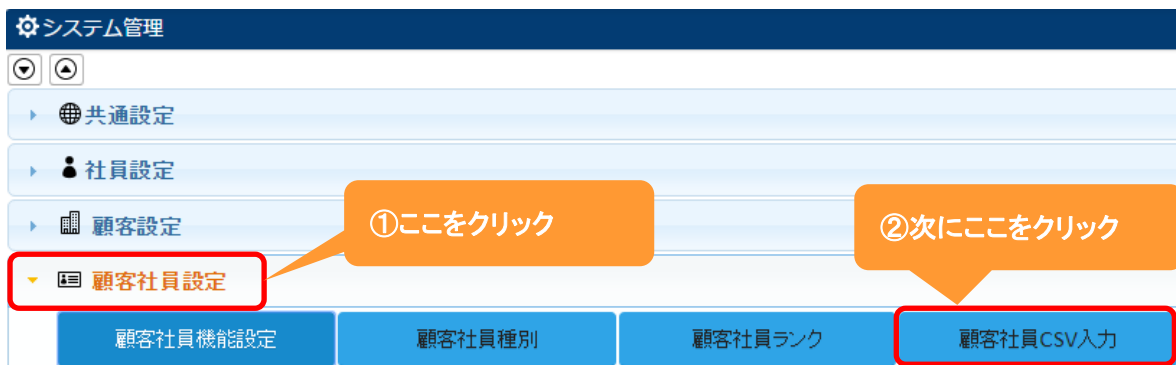 システム管理
共通設定
社員設定
顧客設定
①ここをクリック
②次にここをクリック
顧客社員設定
顧客社員機能設定
顧客社員種別
顧客社員ランク
顧客社員CSV入力